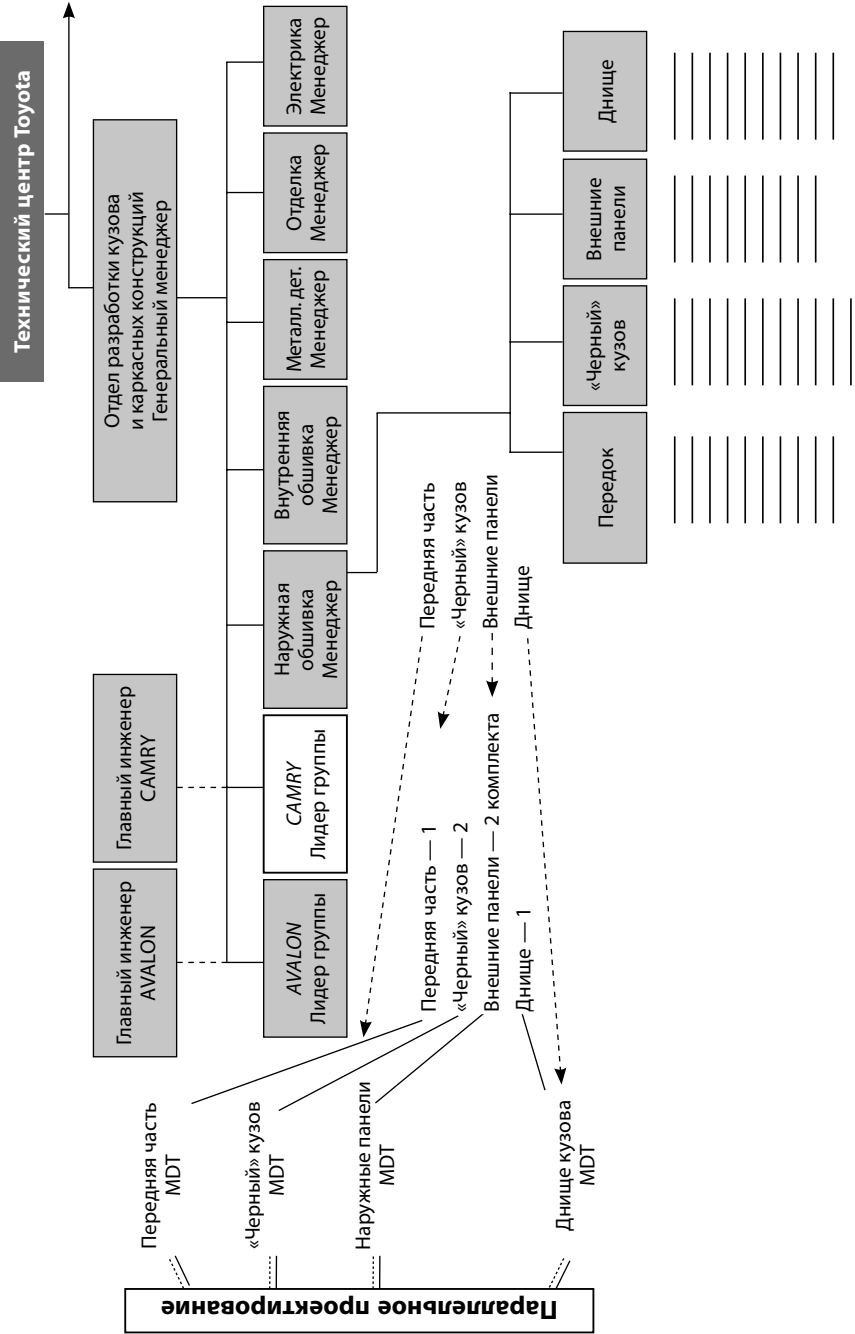 Технический центр Toyota
Отдел разработки кузова
и каркасных конструкций
Генеральный менеджер
Главный инженер
AVALON
Главный инженер
CAMRY
AVALON
Лидер группы
CAMRY
Лидер группы
Наружная
обшивка
Менеджер
Внутренняя
обшивка
Менеджер
Металл. дет.
Менеджер
Отделка
Менеджер
Электрика
Менеджер
Параллельное проектирование
Передняя часть
MDT
«Черный» кузов
MDT
Наружные панели
MDT
Днище кузова
MDT
Передняя часть — 1
«Черный» кузов — 2
Внешние панели — 2 комплекта
Днище — 1
Передняя часть
«Черный» кузов
Внешние панели
Днище
Передок
«Черный»
кузов
Внешние
панели
Днище